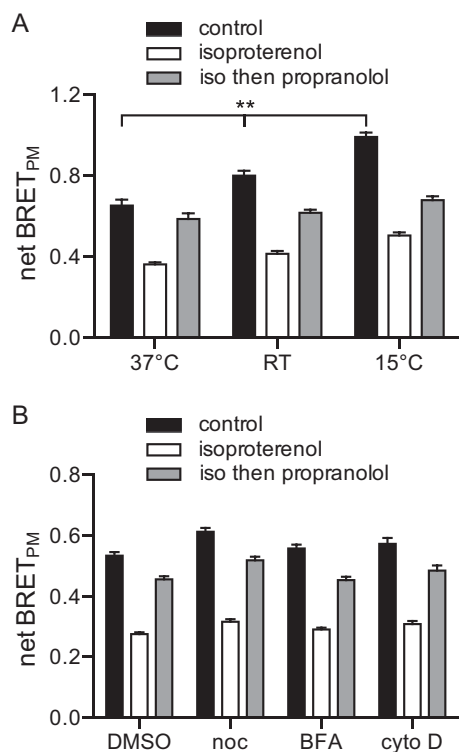 A
control
isoproterenol
iso then propranolol
1.2
**
0.8
0.4
0.0
net BRET_PM
37°C RT 15°C
B
control
isoproterenol
iso then propranolol
0.8
0.6
0.4
0.2
0.0
net BRET_PM
DMSO noc BFA cyto D